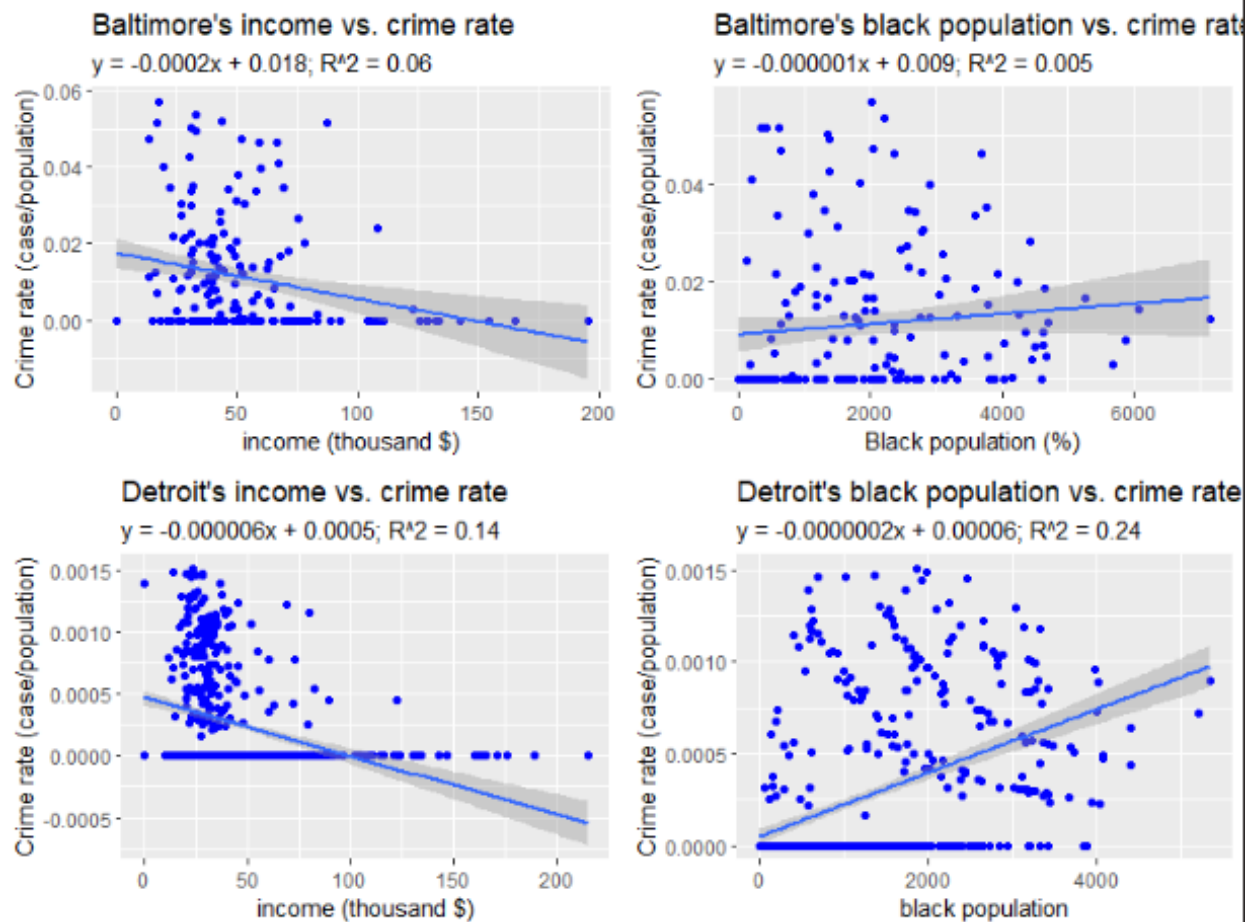 Baltimore's income vs. crime rate
y = -0.0002x + 0.018; R^2 = 0.06
0.06
0.04
0.02
0.00
Crime rate (case/population)
0
50
100
150
200
income (thousand $)
Baltimore's black population vs. crime rate
y = -0.000001x + 0.009; R^2 = 0.005
0.04
0.02
0.00
Crime rate (case/population)
0
2000
4000
6000
Black population (%)
Detroit's income vs. crime rate
y = -0.000006x + 0.0005; R^2 = 0.14
0.0015
0.0010
0.0005
0.0000
-0.0005
Crime rate (case/population)
0
50
100
150
200
income (thousand $)
Detroit's black population vs. crime rate
y = -0.0000002x + 0.00006; R^2 = 0.24
0.0015
0.0010
0.0005
0.0000
Crime rate (case/population)
0
2000
4000
black population